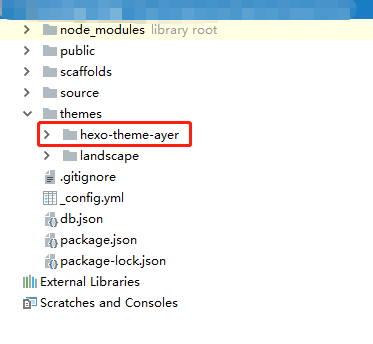 node_modules library root
public
scaffolds
source
themes
hexo-theme-ayer
landscape
.gitignore
_config.yml
db.json
package.json
package-lock.json
External Libraries
Scratches and Consoles